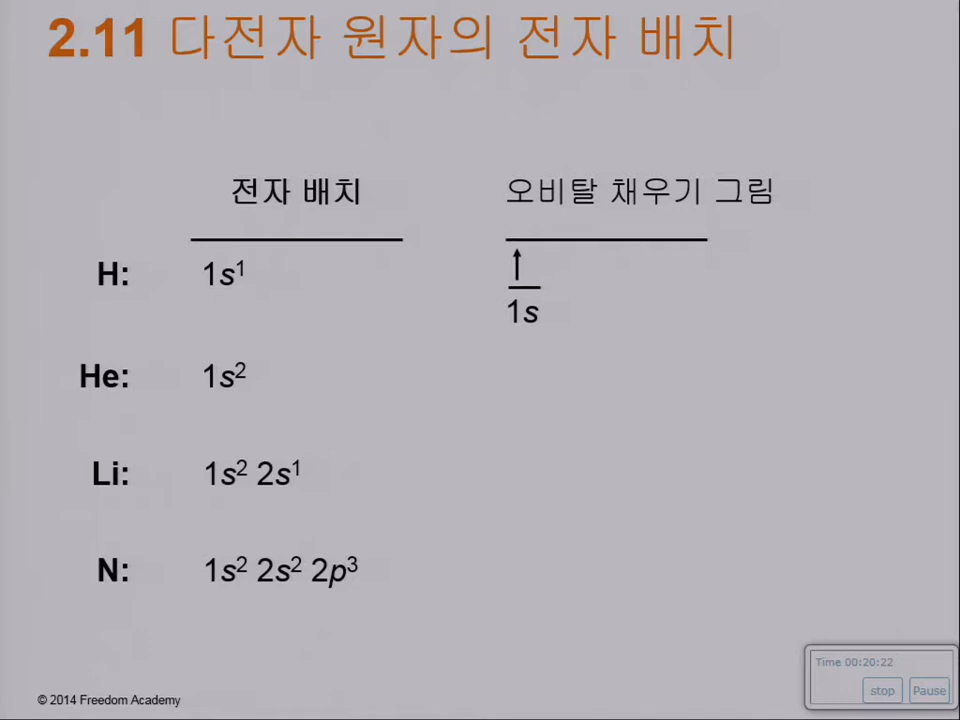 2.11 다전자 원자의 전자 배치
전자 배치 오비탈 채우기 그림
H: 1s¹ ↑
1s
He: 1s²
Li: 1s² 2s¹
N: 1s² 2s² 2p³
Time 00:20:22
stop Pause
© 2014 Freedom Academy